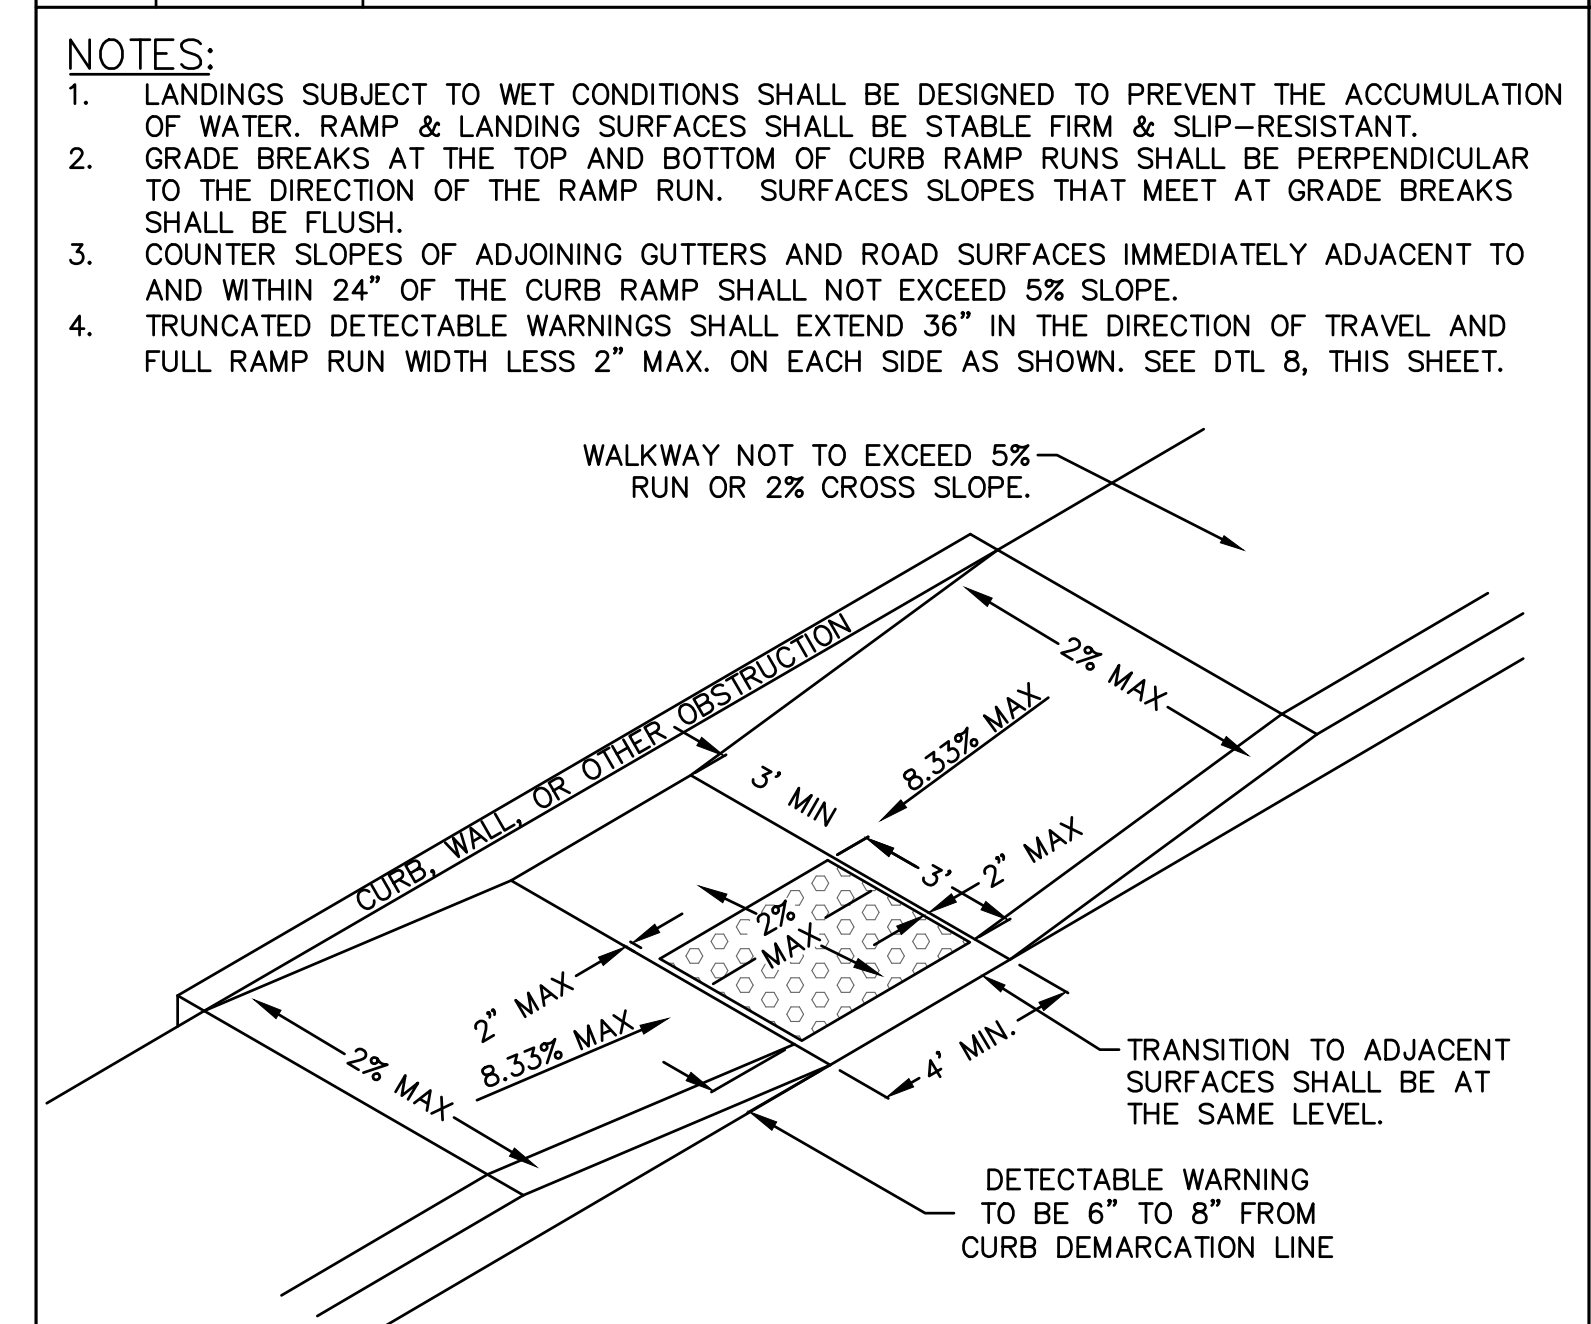 NOTES:
1. LANDINGS SUBJECT TO WET CONDITIONS SHALL BE DESIGNED TO PREVENT THE ACCUMULATION
OF WATER. RAMP & LANDING SURFACES SHALL BE STABLE FIRM & SLIP-RESISTANT.
2. GRADE BREAKS AT THE TOP AND BOTTOM OF CURB RAMP RUNS SHALL BE PERPENDICULAR
TO THE DIRECTION OF THE RAMP RUN. SURFACES SLOPES THAT MEET AT GRADE BREAKS
SHALL BE FLUSH.
3. COUNTER SLOPES OF ADJOINING GUTTERS AND ROAD SURFACES IMMEDIATELY ADJACENT TO
AND WITHIN 24" OF THE CURB RAMP SHALL NOT EXCEED 5% SLOPE.
4. TRUNCATED DETECTABLE WARNINGS SHALL EXTEND 36" IN THE DIRECTION OF TRAVEL AND
FULL RAMP RUN WIDTH LESS 2" MAX. ON EACH SIDE AS SHOWN. SEE DTL 8, THIS SHEET.
WALKWAY NOT TO EXCEED 5%
RUN OR 2% CROSS SLOPE.
CURB, WALL, OR OTHER OBSTRUCTION
2% MAX
8.33% MAX
3' MIN
2" MAX
3'
2%
MAX
2" MAX
8.33% MAX
2% MAX
4' MIN.
TRANSITION TO ADJACENT
SURFACES SHALL BE AT
THE SAME LEVEL.
DETECTABLE WARNING
TO BE 6" TO 8" FROM
CURB DEMARCATION LINE